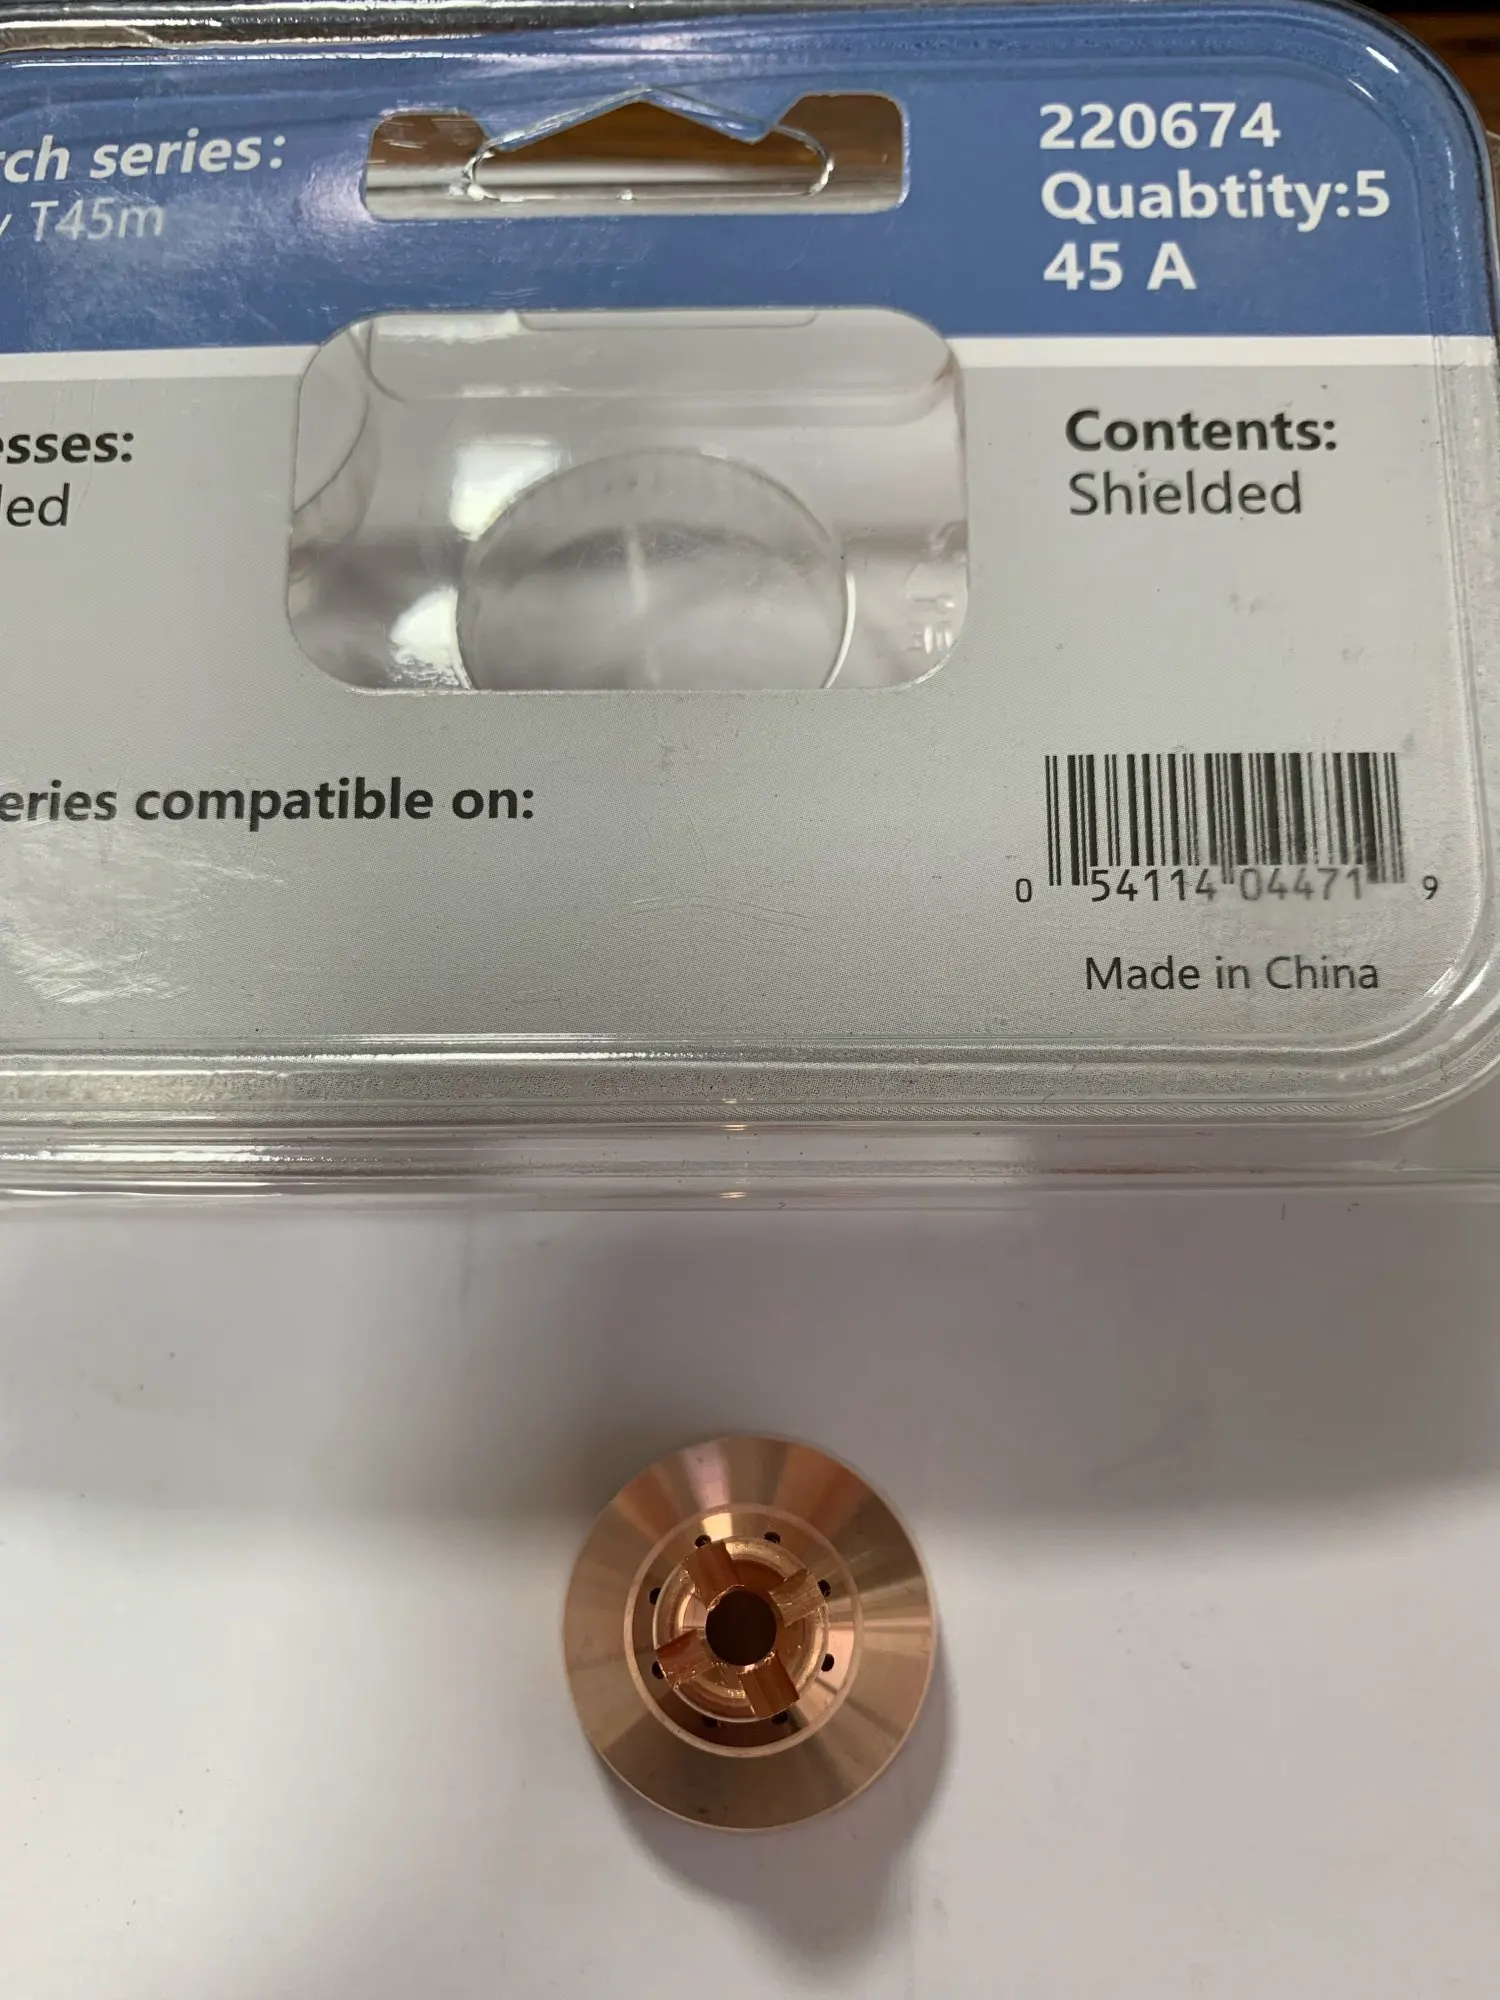 rch series:
y T45m
220674
Quabtity:5
45 A
esses:
ded
Contents:
Shielded
eries compatible on:
0 54114 04471 9
Made in China